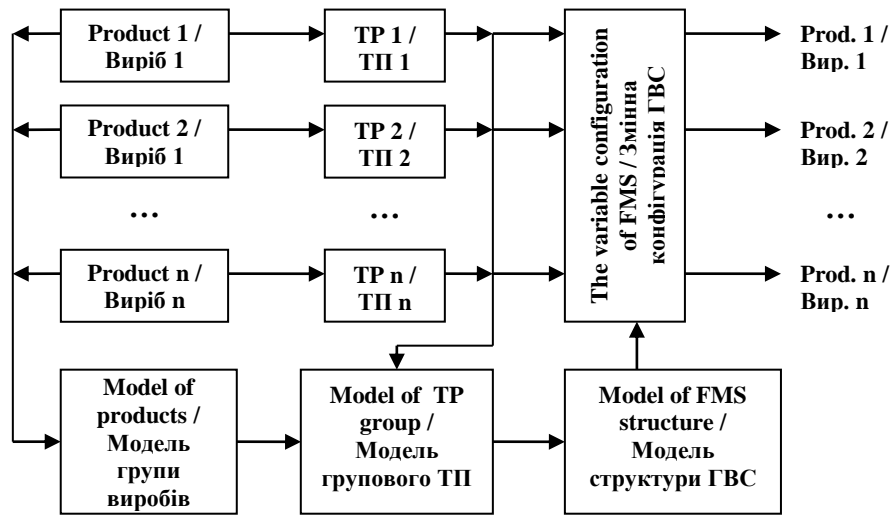 Product 1 /
Виріб 1
TP 1 /
ТП 1
The variable configuration
of FMS / Змінна
конфігурація ГВС
Prod. 1 /
Вир. 1
Product 2 /
Виріб 1
TP 2 /
ТП 2
Prod. 2 /
Вир. 2
...
...
...
Product n /
Виріб n
TP n /
ТП n
Prod. n /
Вир. n
Model of
products /
Модель
групи
виробів
Model of TP
group /
Модель
групового ТП
Model of FMS
structure /
Модель
структури ГВС